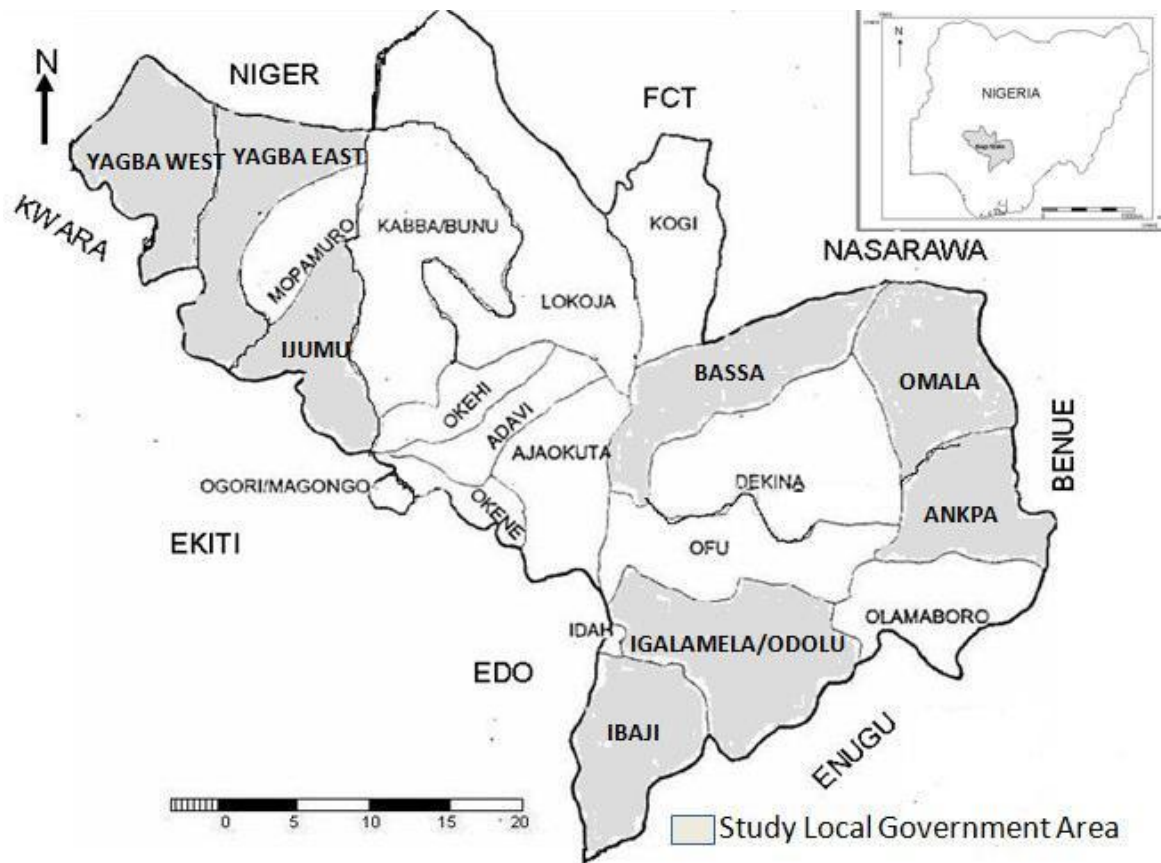 N
NIGER
FCT
N
NIGERIA
Kogi State
YAGBA WEST
YAGBA EAST
KWARA
MOPAMURO
KABBA/BUNU
KOGI
NASARAWA
LOKOJA
IJUMU
BASSA
OMALA
OKEHI
ADAVI
AJAOKUTA
BENUE
OGORI/MAGONGO
OKENE
DEKINA
ANKPA
EKITI
OFU
IDAH
IGALAMELA/ODOLU
OLAMABORO
EDO
IBAJI
ENUGU
0 5 10 15 20
Study Local Government Area